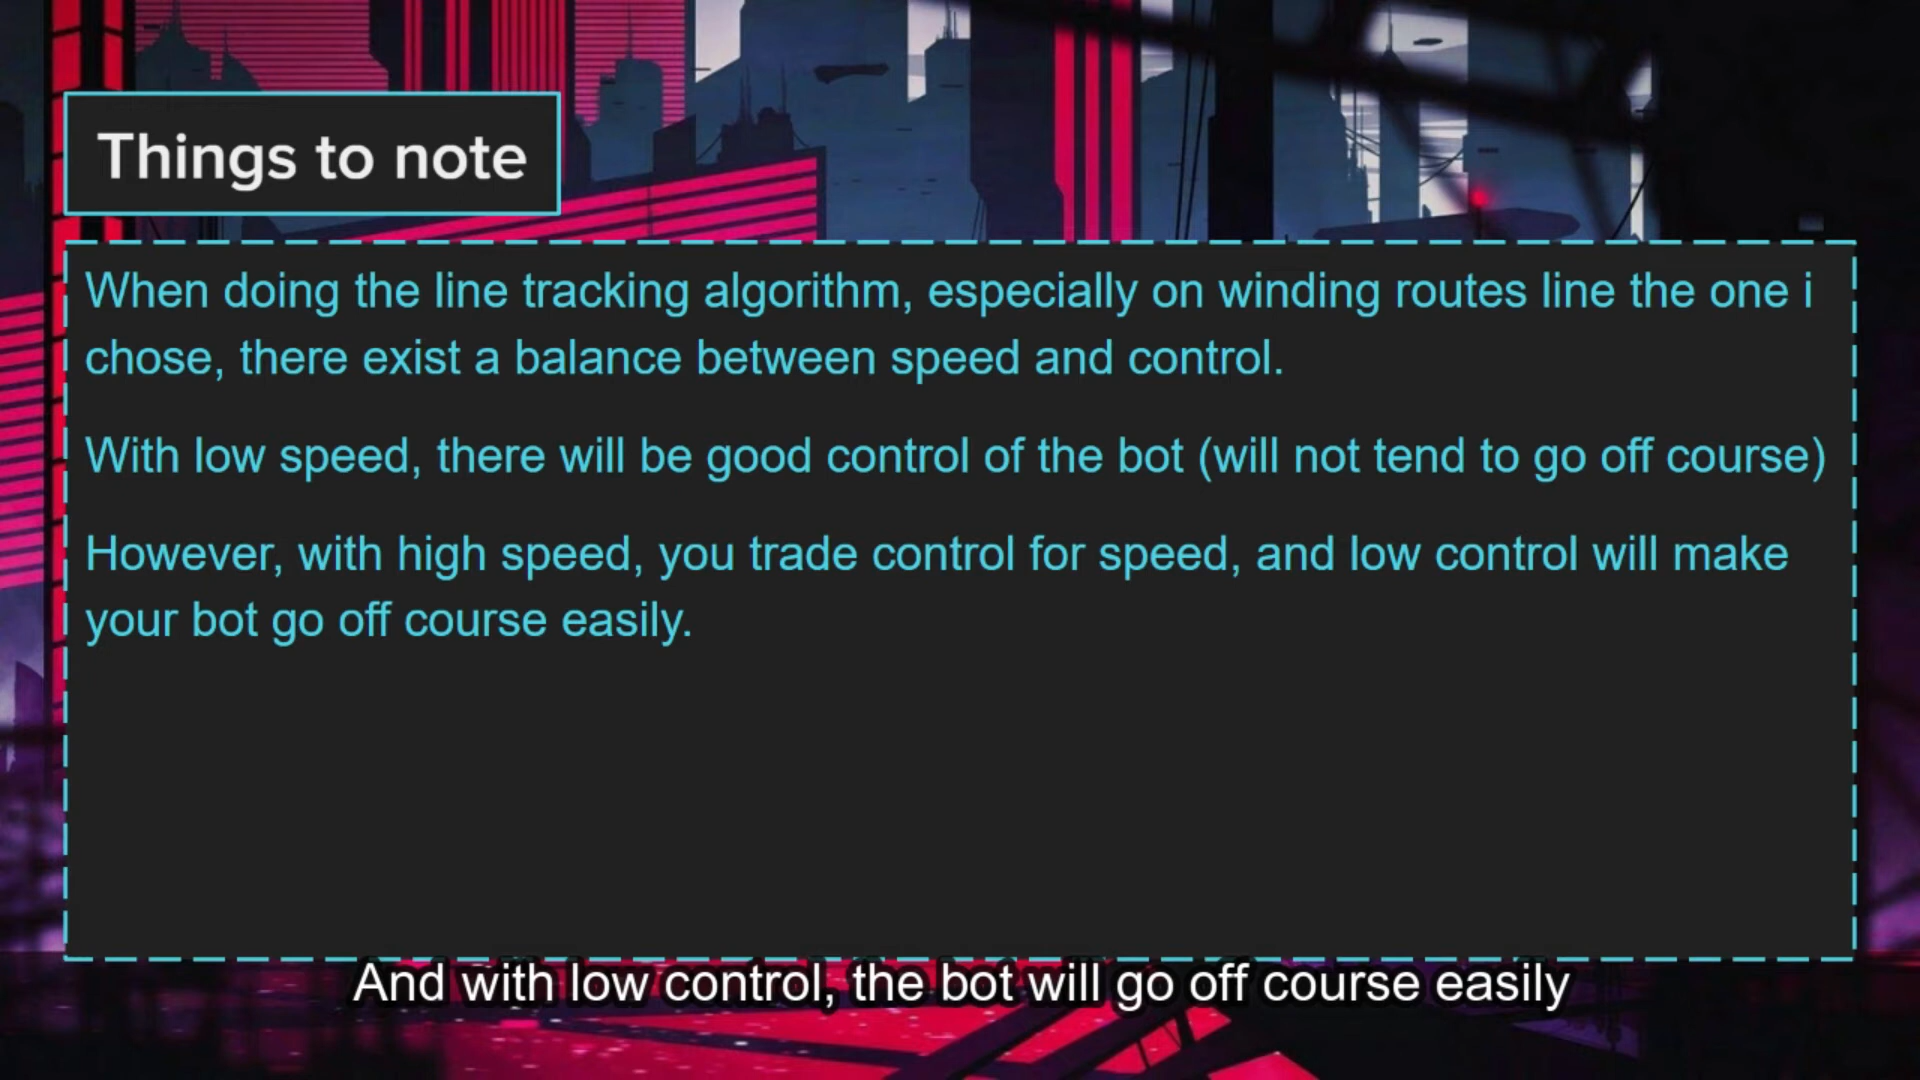 Things to note
When doing the line tracking algorithm, especially on winding routes line the one i
chose, there exist a balance between speed and control.
With low speed, there will be good control of the bot (will not tend to go off course)
However, with high speed, you trade control for speed, and low control will make
your bot go off course easily.
And with low control, the bot will go off course easily